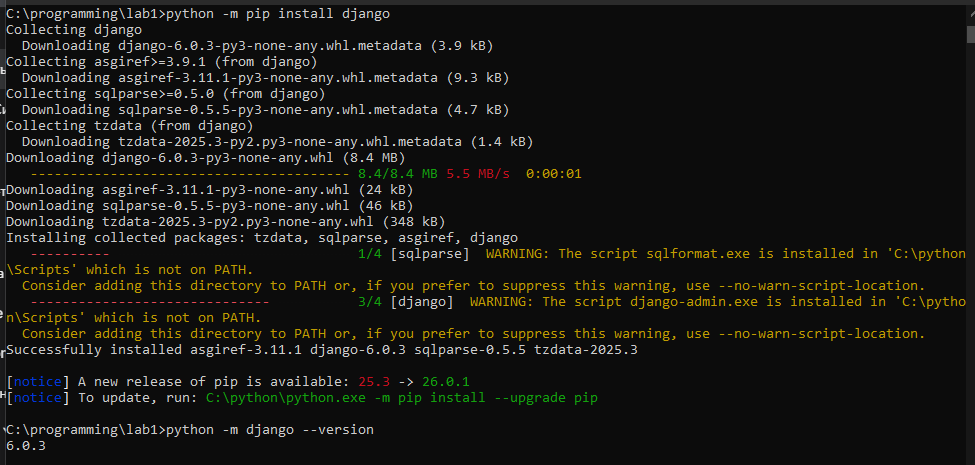 C:\programming\lab1>python -m pip install django
Collecting django
  Downloading django-6.0.3-py3-none-any.whl.metadata (3.9 kB)
Collecting asgiref>=3.9.1 (from django)
  Downloading asgiref-3.11.1-py3-none-any.whl.metadata (9.3 kB)
Collecting sqlparse>=0.5.0 (from django)
  Downloading sqlparse-0.5.5-py3-none-any.whl.metadata (4.7 kB)
Collecting tzdata (from django)
  Downloading tzdata-2025.3-py2.py3-none-any.whl.metadata (1.4 kB)
Downloading django-6.0.3-py3-none-any.whl (8.4 MB)
   ---------------------------------------- 8.4/8.4 MB 5.5 MB/s  0:00:01
Downloading asgiref-3.11.1-py3-none-any.whl (24 kB)
Downloading sqlparse-0.5.5-py3-none-any.whl (46 kB)
Downloading tzdata-2025.3-py2.py3-none-any.whl (348 kB)
Installing collected packages: tzdata, sqlparse, asgiref, django
   ----------                               1/4 [sqlparse]  WARNING: The script sqlformat.exe is installed in 'C:\python
\Scripts' which is not on PATH.
  Consider adding this directory to PATH or, if you prefer to suppress this warning, use --no-warn-script-location.
   ------------------------------           3/4 [django]  WARNING: The script django-admin.exe is installed in 'C:\pytho
n\Scripts' which is not on PATH.
  Consider adding this directory to PATH or, if you prefer to suppress this warning, use --no-warn-script-location.
Successfully installed asgiref-3.11.1 django-6.0.3 sqlparse-0.5.5 tzdata-2025.3
[notice] A new release of pip is available: 25.3 -> 26.0.1
[notice] To update, run: C:\python\python.exe -m pip install --upgrade pip
C:\programming\lab1>python -m django --version
6.0.3